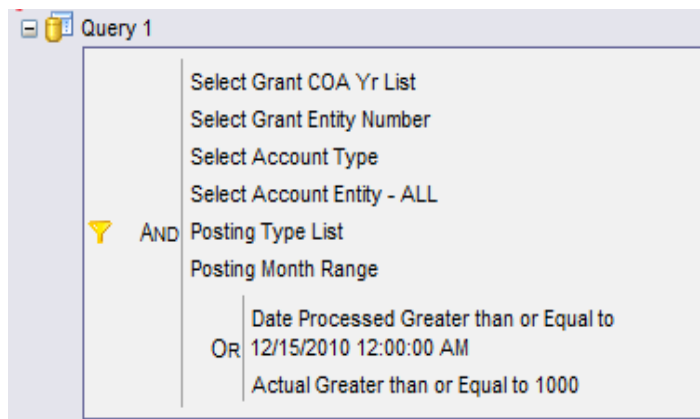 Query 1
Select Grant COA Yr List
Select Grant Entity Number
Select Account Type
Select Account Entity - ALL
AND Posting Type List
Posting Month Range
Date Processed Greater than or Equal to
OR 12/15/2010 12:00:00 AM
Actual Greater than or Equal to 1000